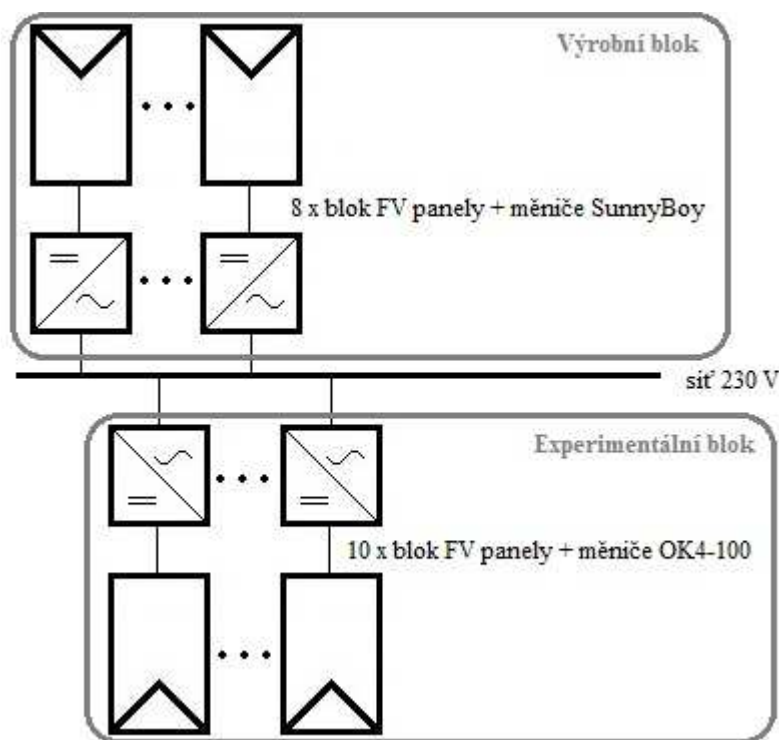 Výrobní blok
8 x blok FV panely + měniče SunnyBoy
síť 230 V
Experimentální blok
10 x blok FV panely + měniče OK4-100